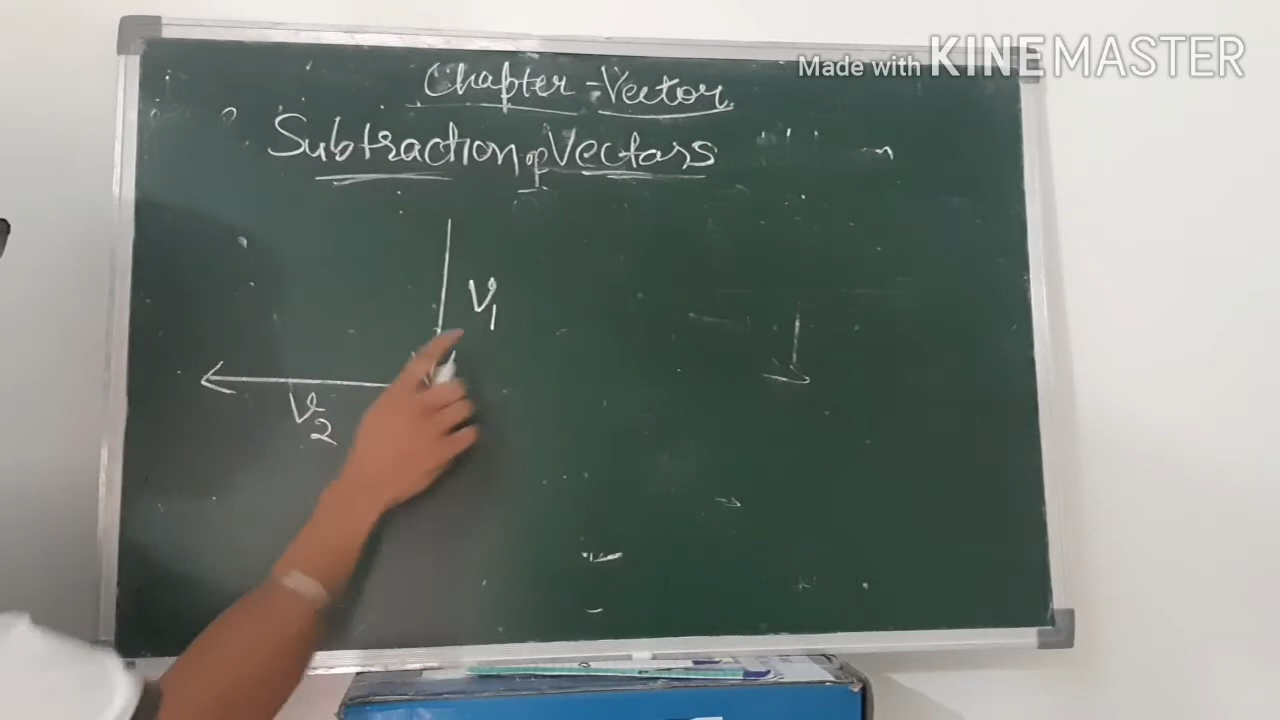 Made with KINEMASTER
Chapter - Vector
Subtraction of Vectors
V1
V2